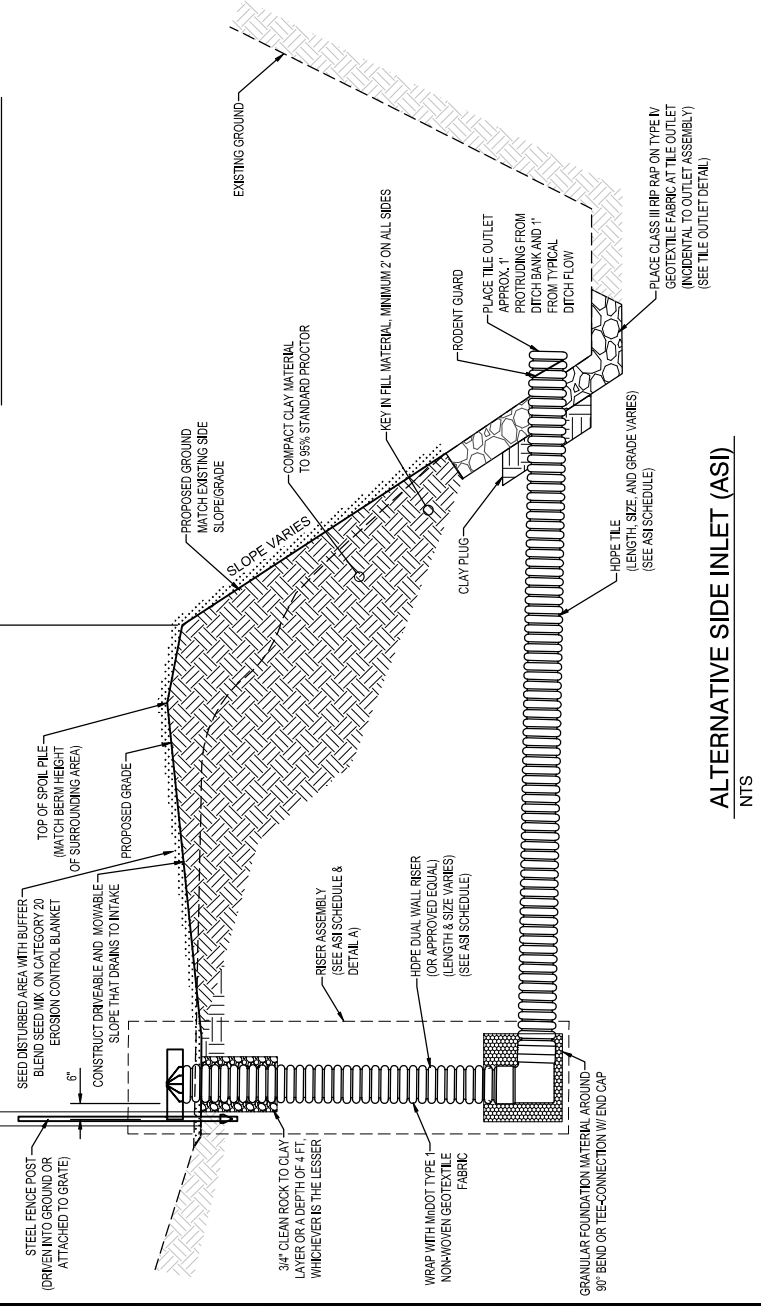 STEEL FENCE POST
(DRIVEN INTO GROUND OR
ATTACHED TO GRATE)
6"
SEED DISTURBED AREA WITH BUFFER
BLEND SEED MIX ON CATEGORY 20
EROSION CONTROL BLANKET
CONSTRUCT DRIVEABLE AND MOWABLE
SLOPE THAT DRAINS TO INTAKE
TOP OF SPOIL PILE
(MATCH BERM HEIGHT
OF SURROUNDING AREA)
PROPOSED GRADE
PROPOSED GROUND
MATCH EXISTING SIDE
SLOPE/GRADE
SLOPE VARIES
EXISTING GROUND
COMPACT CLAY MATERIAL
TO 95% STANDARD PROCTOR
KEY IN FILL MATERIAL, MINIMUM 2' ON ALL SIDES
RODENT GUARD
PLACE TILE OUTLET
APPROX. 1'
PROTRUDING FROM
DITCH BANK AND 1'
FROM TYPICAL
DITCH FLOW
3/4" CLEAN ROCK TO CLAY
LAYER OR A DEPTH OF 4 FT,
WHICHEVER IS THE LESSER
RISER ASSEMBLY
(SEE ASI SCHEDULE &
DETAIL A)
HDPE DUAL WALL RISER
(OR APPROVED EQUAL)
(LENGTH & SIZE VARIES)
(SEE ASI SCHEDULE)
CLAY PLUG
WRAP WITH MnDOT TYPE 1
NON-WOVEN GEOTEXTILE
FABRIC
GRANULAR FOUNDATION MATERIAL AROUND
90° BEND OR TEE-CONNECTION W/ END CAP
HDPE TILE
(LENGTH, SIZE, AND GRADE VARIES)
(SEE ASI SCHEDULE)
PLACE CLASS III RIP RAP ON TYPE IV
GEOTEXTILE FABRIC AT TILE OUTLET
(INCIDENTAL TO OUTLET ASSEMBLY)
(SEE TILE OUTLET DETAIL)
ALTERNATIVE SIDE INLET (ASI)
NTS